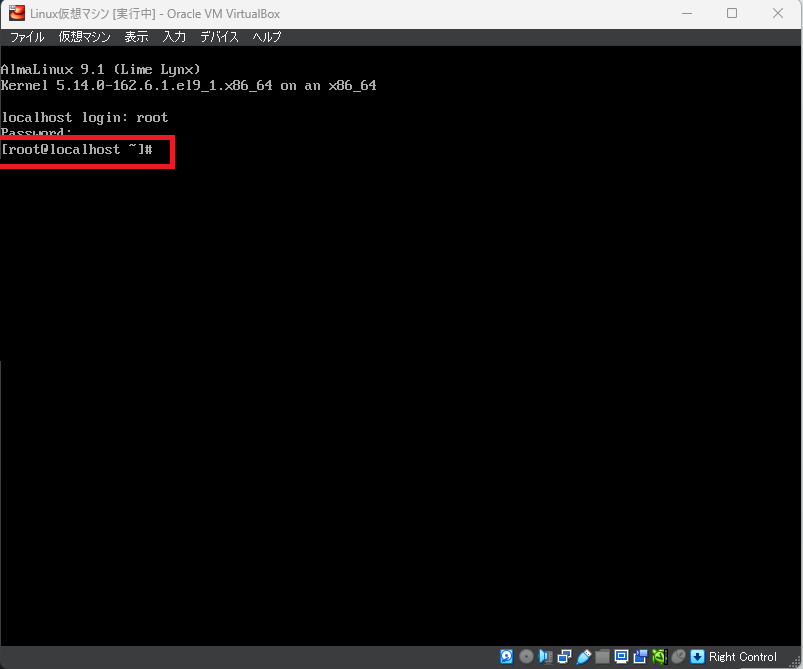 Linux仮想マシン [実行中] - Oracle VM VirtualBox
ファイル 仮想マシン 表示 入力 デバイス ヘルプ
AlmaLinux 9.1 (Lime Lynx)
Kernel 5.14.0-162.6.1.el9_1.x86_64 on an x86_64
localhost login: root
Password:
[root@localhost ~]#
Right Control